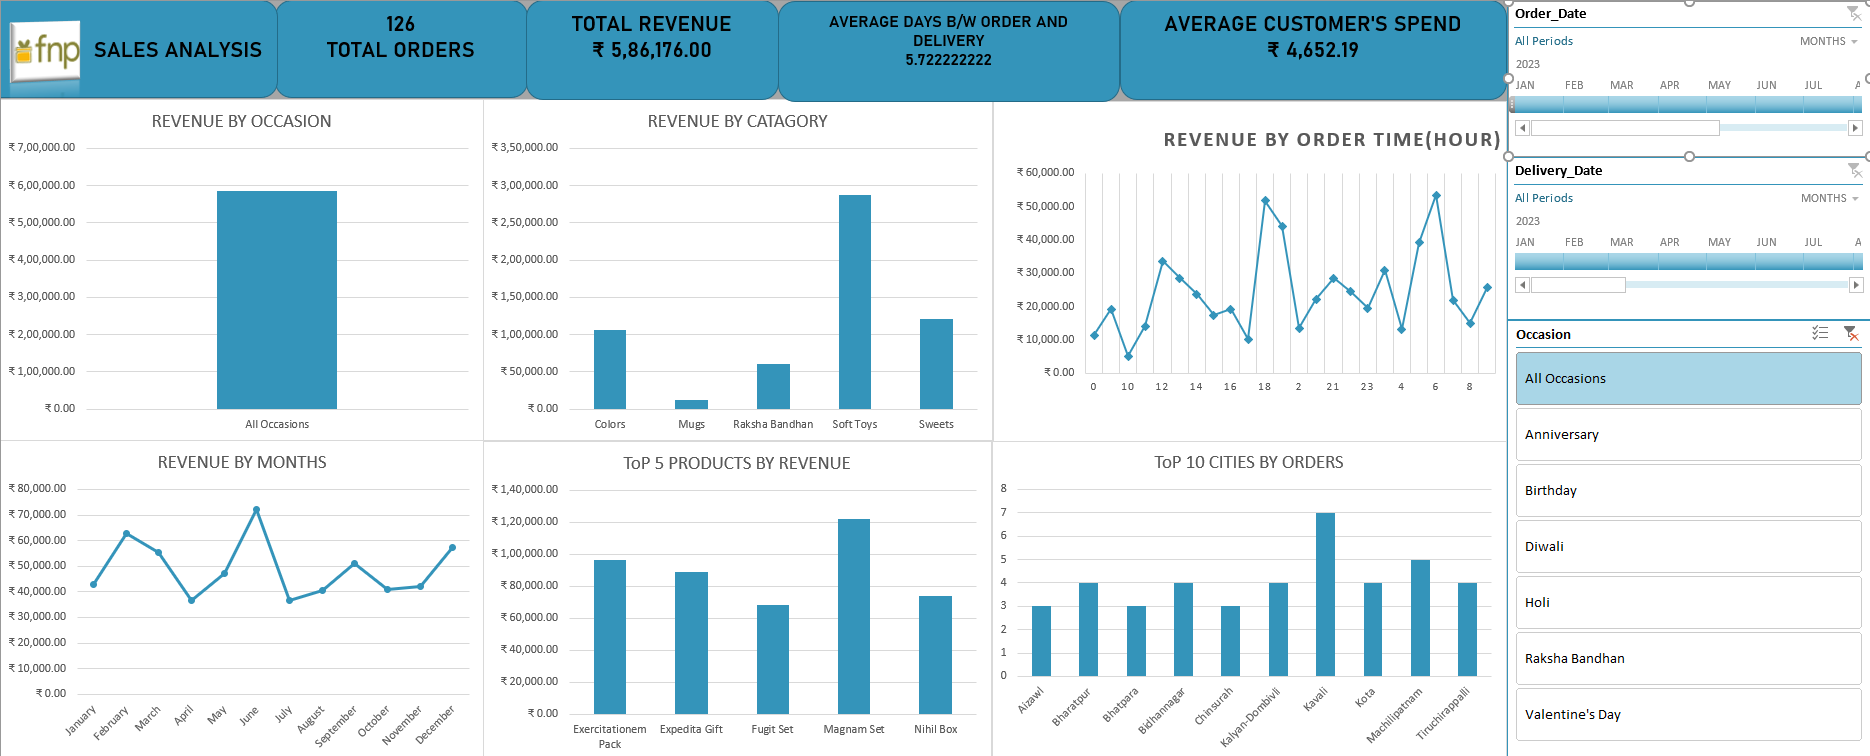 fnp
SALES ANALYSIS
126
TOTAL ORDERS
TOTAL REVENUE
₹ 5,86,176.00
AVERAGE DAYS B/W ORDER AND
DELIVERY
5.722222222
AVERAGE CUSTOMER'S SPEND
₹ 4,652.19
REVENUE BY OCCASION
₹ 7,00,000.00
₹ 6,00,000.00
₹ 5,00,000.00
₹ 4,00,000.00
₹ 3,00,000.00
₹ 2,00,000.00
₹ 1,00,000.00
₹ 0.00
All Occasions
REVENUE BY CATAGORY
₹ 3,50,000.00
₹ 3,00,000.00
₹ 2,50,000.00
₹ 2,00,000.00
₹ 1,50,000.00
₹ 1,00,000.00
₹ 50,000.00
₹ 0.00
Colors Mugs Raksha Bandhan Soft Toys Sweets
REVENUE BY ORDER TIME(HOUR)
₹ 60,000.00
₹ 50,000.00
₹ 40,000.00
₹ 30,000.00
₹ 20,000.00
₹ 10,000.00
₹ 0.00
0 10 12 14 16 18 2 21 23 4 6 8
REVENUE BY MONTHS
₹ 80,000.00
₹ 70,000.00
₹ 60,000.00
₹ 50,000.00
₹ 40,000.00
₹ 30,000.00
₹ 20,000.00
₹ 10,000.00
₹ 0.00
January February March April May June July August September October November December
ToP 5 PRODUCTS BY REVENUE
₹ 1,40,000.00
₹ 1,20,000.00
₹ 1,00,000.00
₹ 80,000.00
₹ 60,000.00
₹ 40,000.00
₹ 20,000.00
₹ 0.00
Exercitationem Expedita Gift Fugit Set Magnam Set Nihil Box
Pack
ToP 10 CITIES BY ORDERS
8
7
6
5
4
3
2
1
0
Aizawl Bharatpur Bhatpara Bidhannagar Chinsurah Kalyan-Dombivli Kavali Kota Machilipatnam Tiruchirappalli
Order_Date
All Periods MONTHS
2023
JAN FEB MAR APR MAY JUN JUL A
Delivery_Date
All Periods MONTHS
2023
JAN FEB MAR APR MAY JUN JUL A
Occasion
All Occasions
Anniversary
Birthday
Diwali
Holi
Raksha Bandhan
Valentine's Day